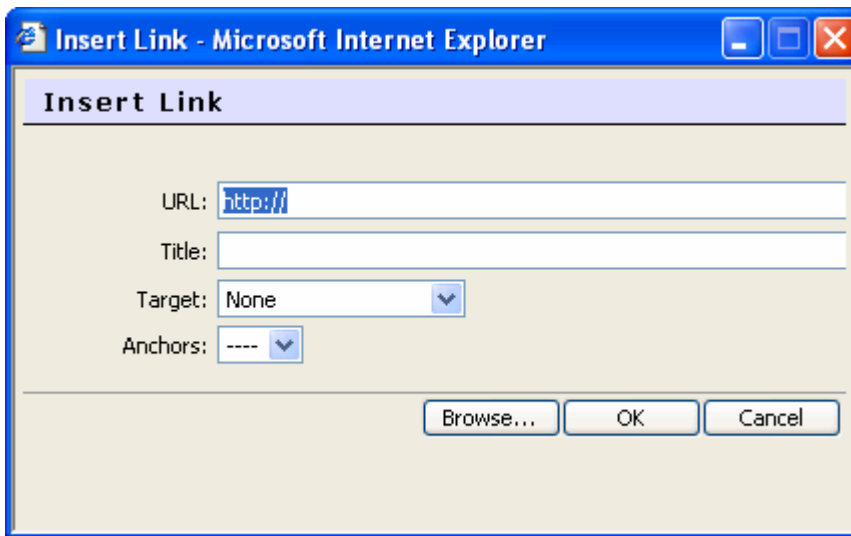 Insert Link - Microsoft Internet Explorer
Insert Link
URL: http://
Title:
Target: None
Anchors: ----
Browse... OK Cancel